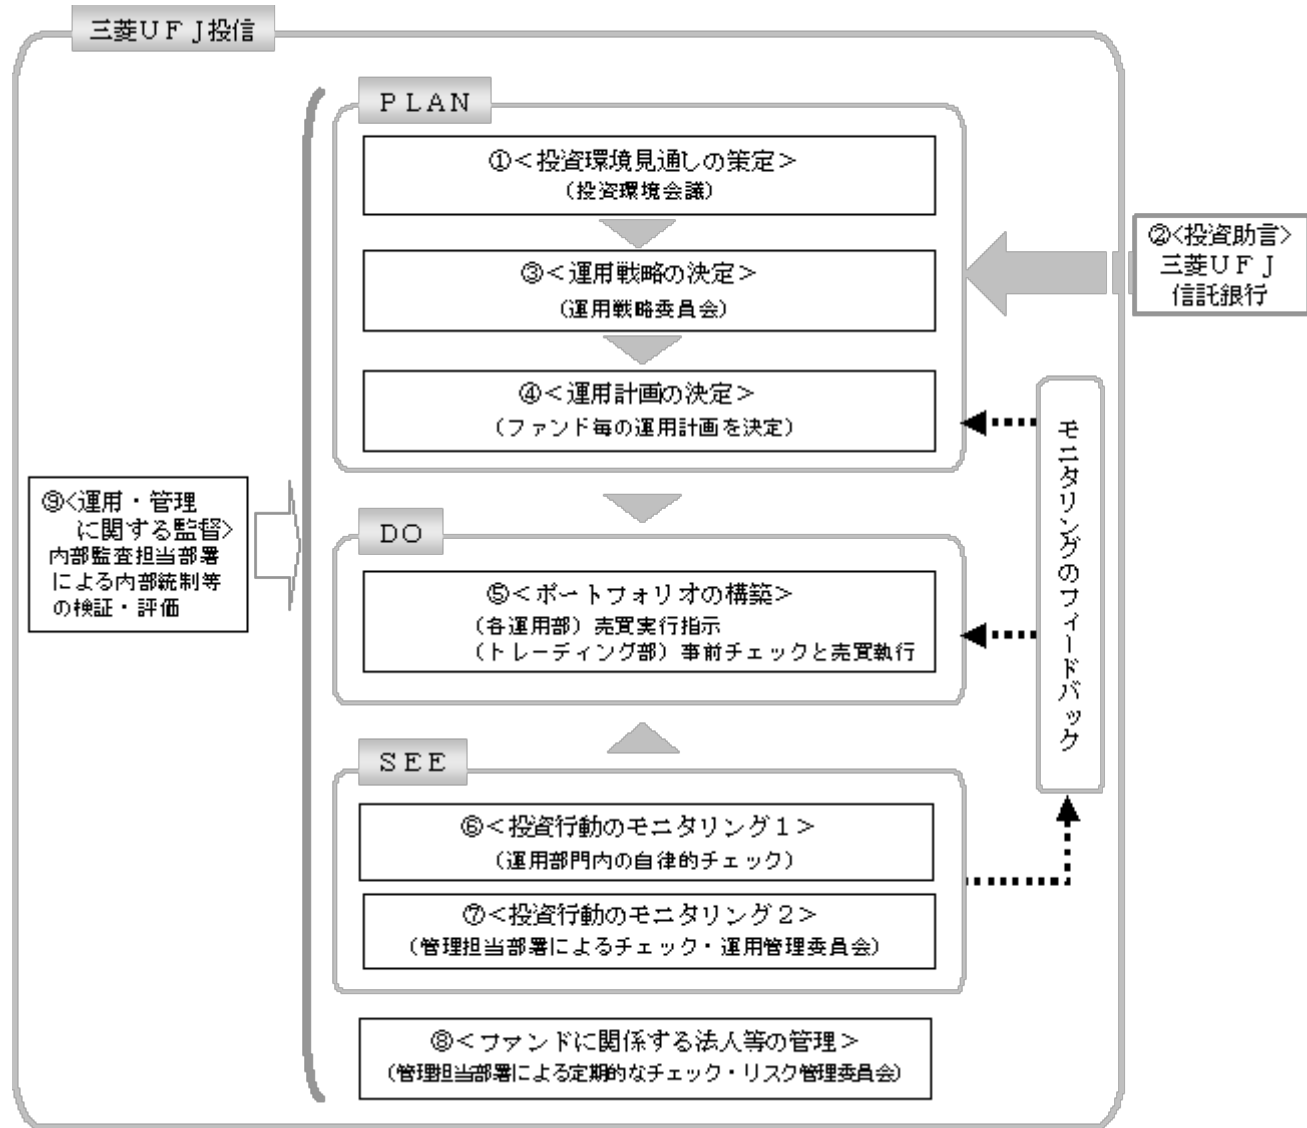 三菱ＵＦＪ投信
ＰＬＡＮ
①＜投資環境見通しの策定＞
（投資環境会議）
②＜投資助言＞
三菱ＵＦＪ
信託銀行
③＜運用戦略の決定＞
（運用戦略委員会）
④＜運用計画の決定＞
（ファンド毎の運用計画を決定）
モニタリングのフィードバック
⑨＜運用・管理
に関する監督＞
内部監査担当部署
による内部統制等
の検証・評価
ＤＯ
⑤＜ポートフォリオの構築＞
（各運用部）売買実行指示
（トレーディング部）事前チェックと売買執行
ＳＥＥ
⑥＜投資行動のモニタリング１＞
（運用部門内の自律的チェック）
⑦＜投資行動のモニタリング２＞
（管理担当部署によるチェック・運用管理委員会）
⑧＜ファンドに関係する法人等の管理＞
（管理担当部署による定期的なチェック・リスク管理委員会）